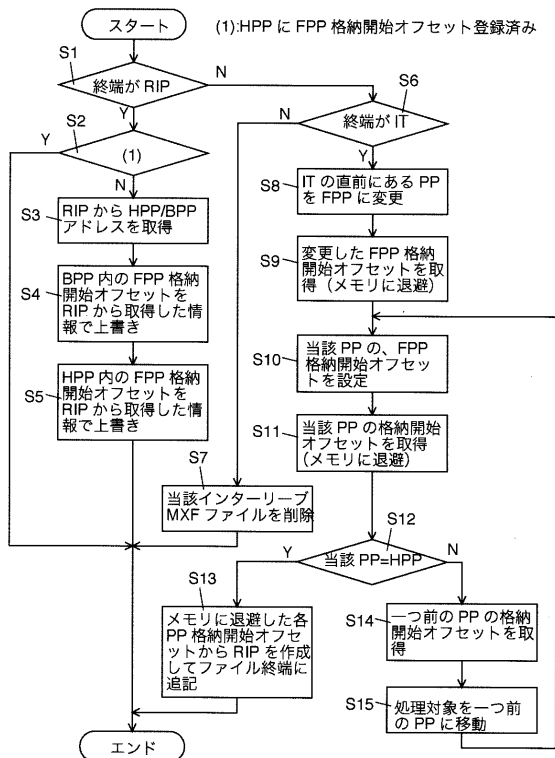 スタート
(1):HPP に FPP 格納開始オフセット登録済み
S1
終端が RIP
N
Y
S2
Y
(1)
N
S3
RIP から HPP/BPP
アドレスを取得
S4
BPP 内の FPP 格納
開始オフセットを
RIP から取得した情
報で上書き
S5
HPP 内の FPP 格納
開始オフセットを
RIP から取得した情
報で上書き
S6
N
終端が IT
Y
S7
当該インターリーブ
MXF ファイルを削除
S8
IT の直前にある PP
を FPP に変更
S9
変更した FPP 格納
開始オフセットを取
得（メモリに退避）
S10
当該 PP の、FPP
格納開始オフセッ
トを設定
S11
当該 PP の格納開始
オフセットを取得
(メモリに退避）
S12
Y
当該 PP=HPP
N
S13
メモリに退避した各
PP 格納開始オフセ
ットから RIP を作成
してファイル終端に
追記
S14
一つ前の PP の格納
開始オフセットを取
得
S15
処理対象を一つ前
の PP に移動
エンド